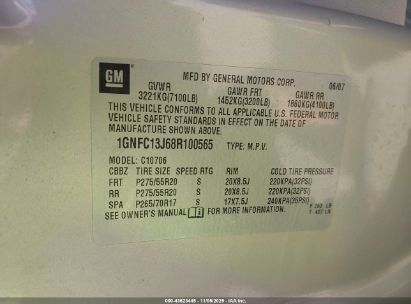 GM
MFD BY GENERAL MOTORS CORP. 06/07
GVWR GAWR FRT GAWR RR
3221KG(7100LB) 1452KG(3200LB) 1860KG(4100LB)
THIS VEHICLE CONFORMS TO ALL APPLICABLE U.S. FEDERAL MOTOR
VEHICLE SAFETY STANDARDS IN EFFECT ON THE DATE OF
MANUFACTURE SHOWN ABOVE.
1GNFC13J68R100565 TYPE: M.P.V.
MODEL: C10706
CBBZ TIRE SIZE SPEED RTG RIM COLD TIRE PRESSURE
FRT P275/55R20 S 20X8.5J 220KPA(32PSI)
RR P275/55R20 S 20X8.5J 220KPA(32PSI)
SPA P265/70R17 S 17X7.5J 240KPA(35PSI)
SEE OWNER'S MANUAL i FOR MORE INFORMATION.